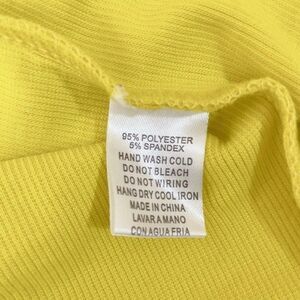 95% POLYESTER
5% SPANDEX
HAND WASH COLD
DO NOT BLEACH
DO NOT WIRING
HANG DRY COOL IRON
MADE IN CHINA
LAVAR A MANO
CON AGUA FRIA